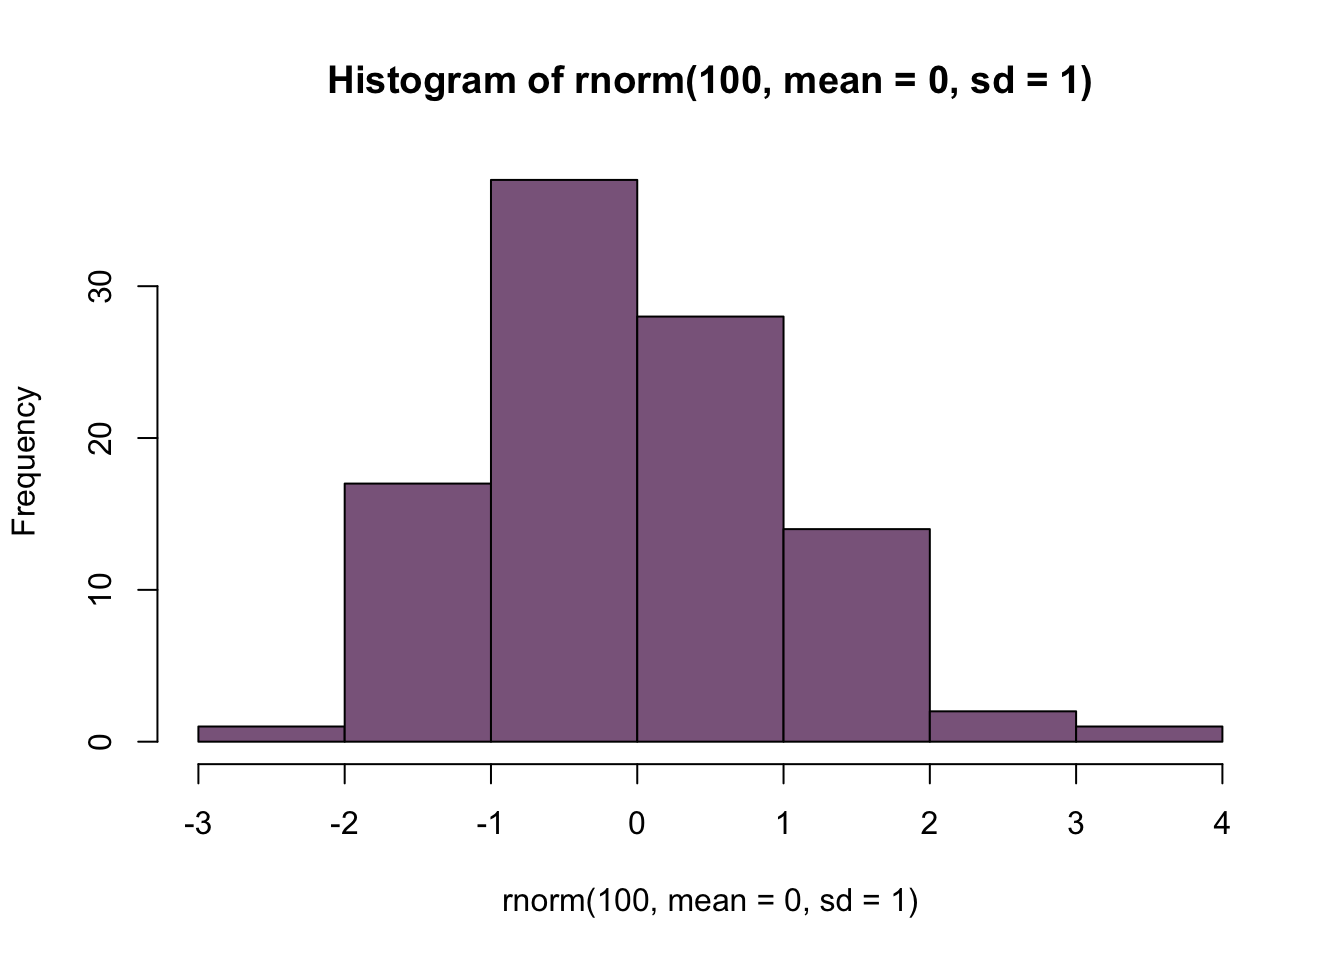 Histogram of rnorm(100, mean = 0, sd = 1)
Frequency
30
20
10
0
-3 -2 -1 0 1 2 3 4
rnorm(100, mean = 0, sd = 1)